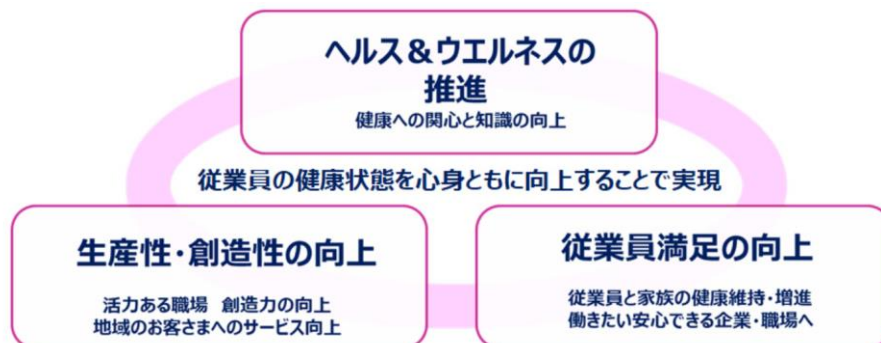 ヘルス＆ウエルネスの
推進
健康への関心と知識の向上
従業員の健康状態を心身ともに向上することで実現
生産性・創造性の向上
活力ある職場 創造力の向上
地域のお客さまへのサービス向上
従業員満足の向上
従業員と家族の健康維持・増進
働きたい安心できる企業・職場へ